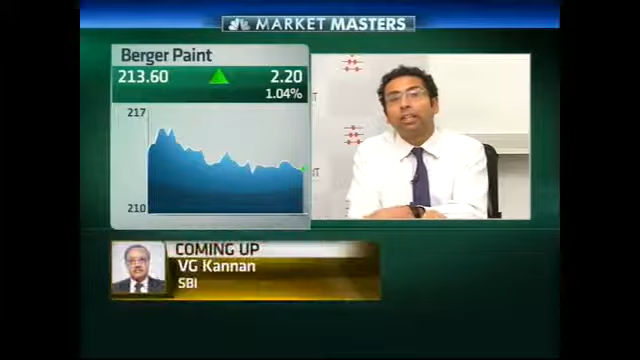 MARKET MASTERS
Berger Paint
213.60 2.20
1.04%
217
210
COMING UP
VG Kannan
SBI